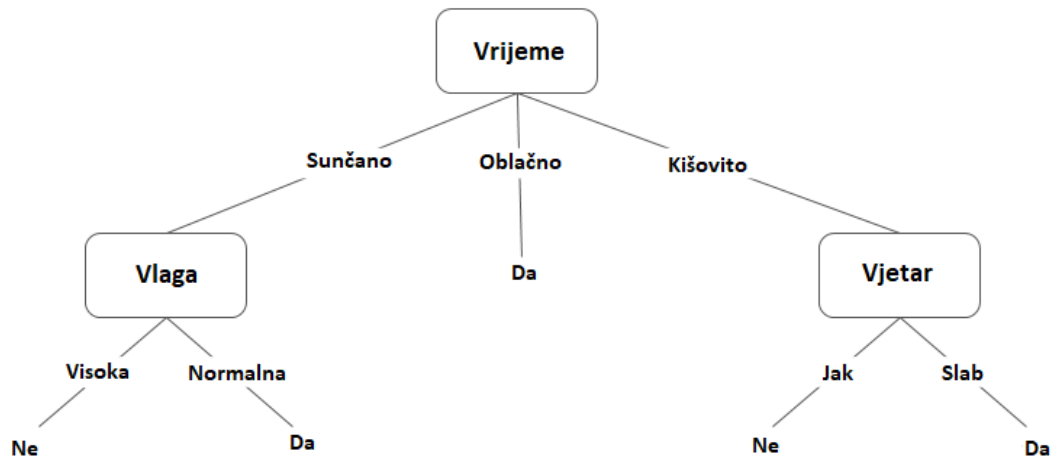 Vrijeme
Sunčano
Oblačno
Kišovito
Vlaga
Da
Vjetar
Visoka
Normalna
Jak
Slab
Ne
Da
Ne
Da